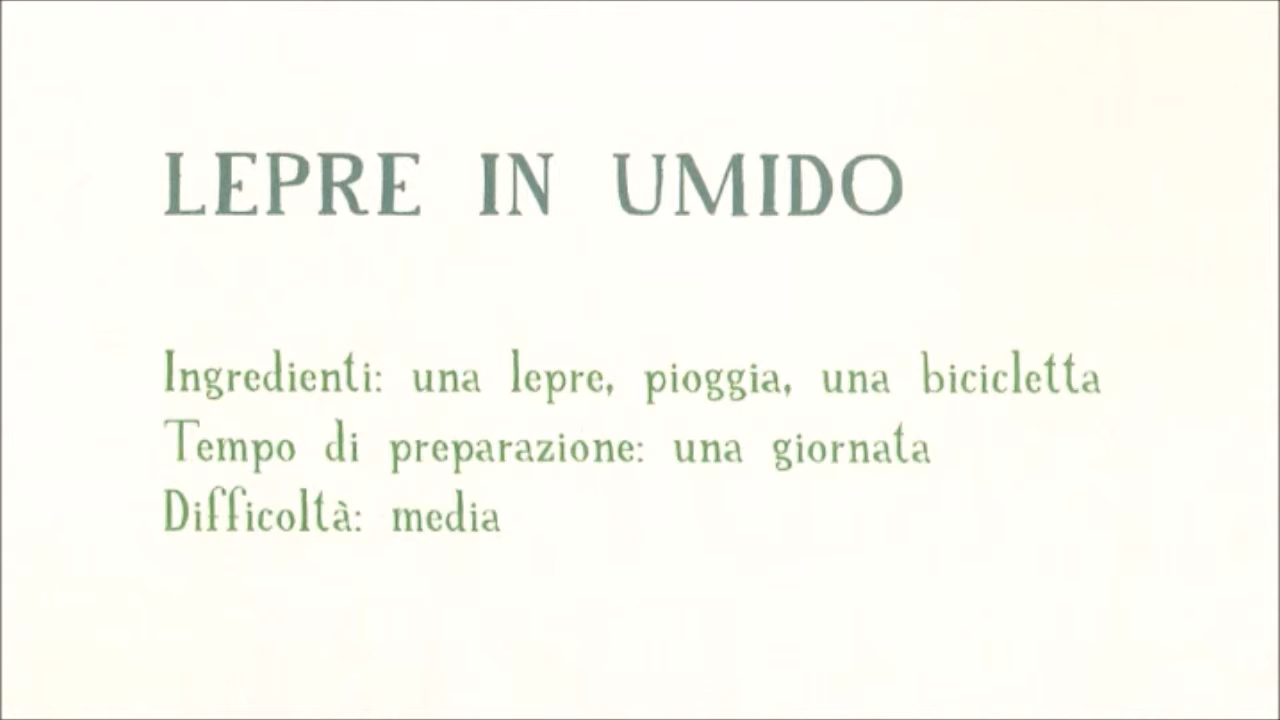 LEPRE IN UMIDO
Ingredienti: una lepre, pioggia, una bicicletta
Tempo di preparazione: una giornata
Difficoltà: media